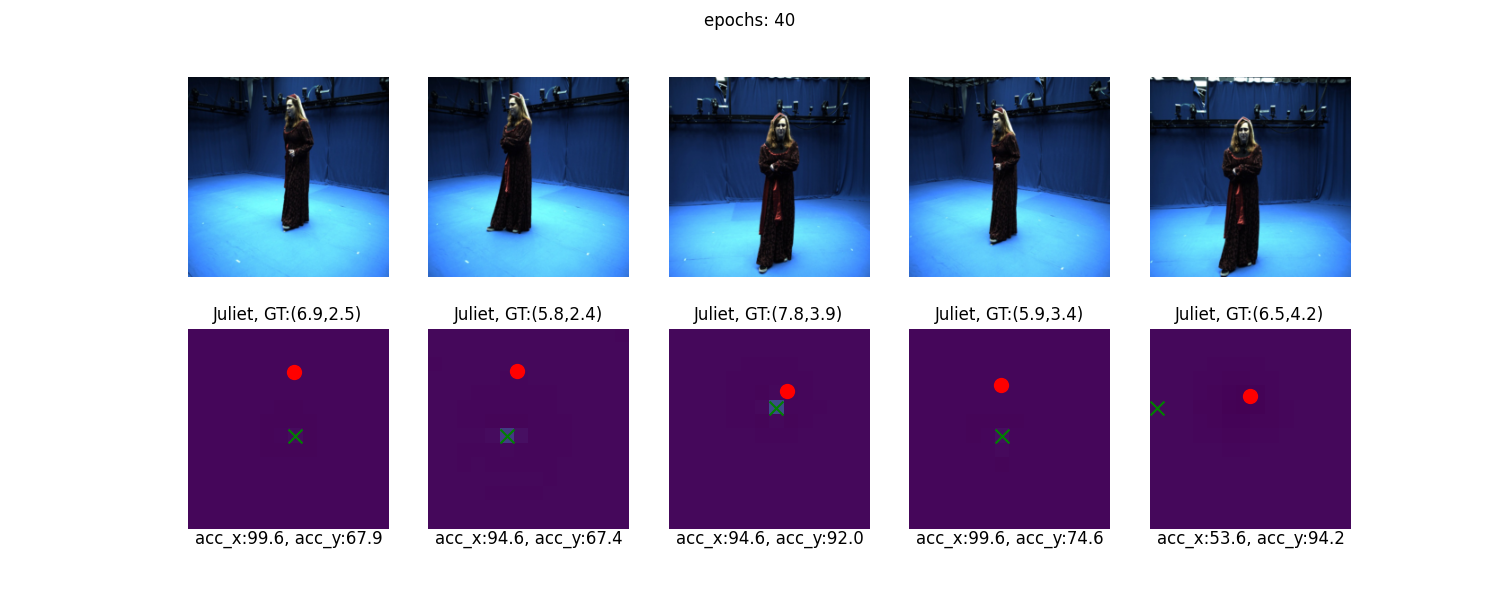 epochs: 40
Juliet, GT:(6.9,2.5)
Juliet, GT:(5.8,2.4)
Juliet, GT:(7.8,3.9)
Juliet, GT:(5.9,3.4)
Juliet, GT:(6.5,4.2)
acc_x:99.6, acc_y:67.9
acc_x:94.6, acc_y:67.4
acc_x:94.6, acc_y:92.0
acc_x:99.6, acc_y:74.6
acc_x:53.6, acc_y:94.2